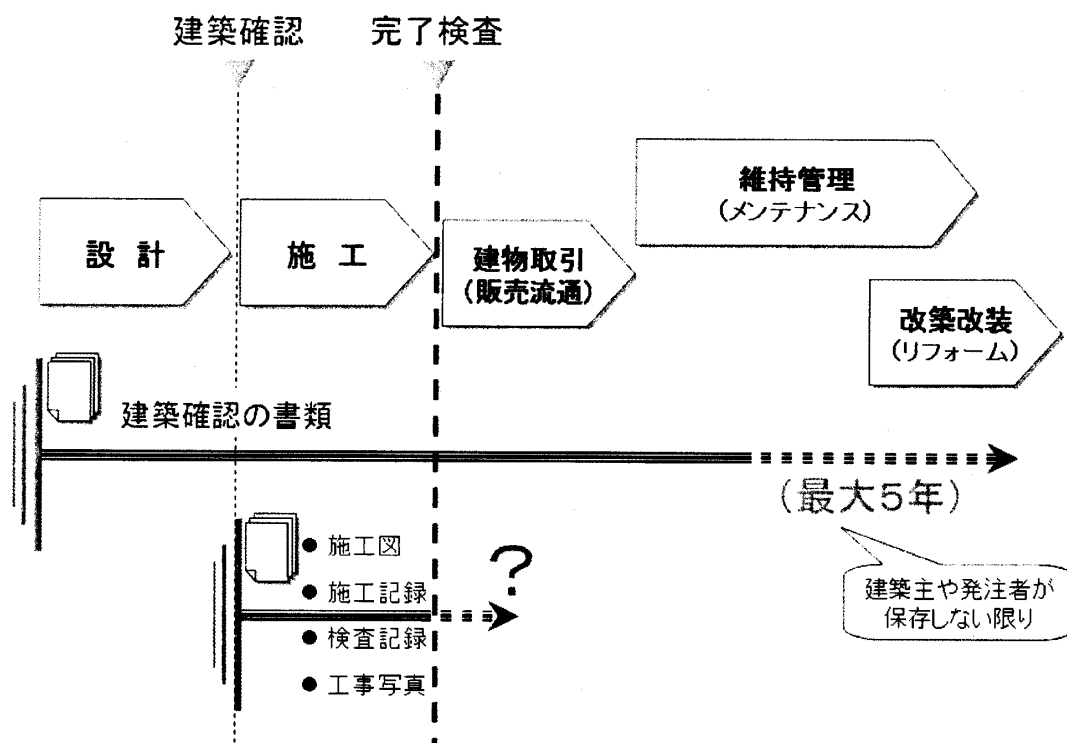 建築確認
完了検査
設 計
施 工
建物取引
(販売流通)
維持管理
(メンテナンス)
改築改装
(リフォーム)
建築確認の書類
(最大5年)
建築主や発注者が
保存しない限り
● 施工図
● 施工記録
● 検査記録
● 工事写真
?